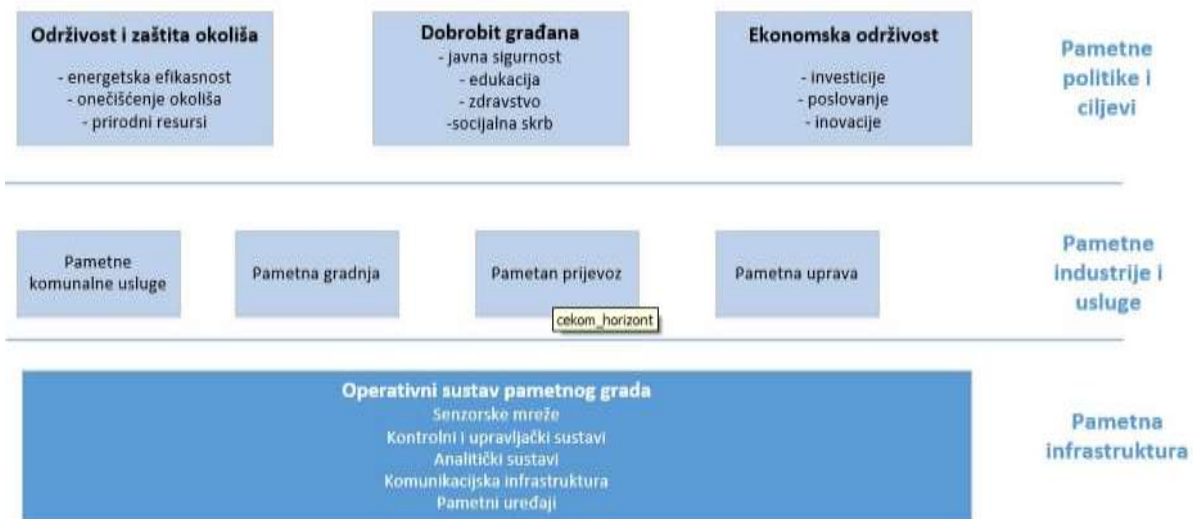 Održivost i zaštita okoliša
- energetska efikasnost
- onečišćenje okoliša
- prirodni resursi
Dobrobit građana
- javna sigurnost
- edukacija
- zdravstvo
-socijalna skrb
Ekonomska održivost
- investicije
- poslovanje
- inovacije
Pametne
politike i
ciljevi
Pametne
komunalne usluge
Pametna gradnja
Pametan prijevoz
cekom_horizont
Pametna uprava
Pametne
industrije i
usluge
Operativni sustav pametnog grada
Senzorske mreže
Kontrolni i upravljački sustavi
Analitički sustavi
Komunikacijska infrastruktura
Pametni uređaji
Pametna
infrastruktura